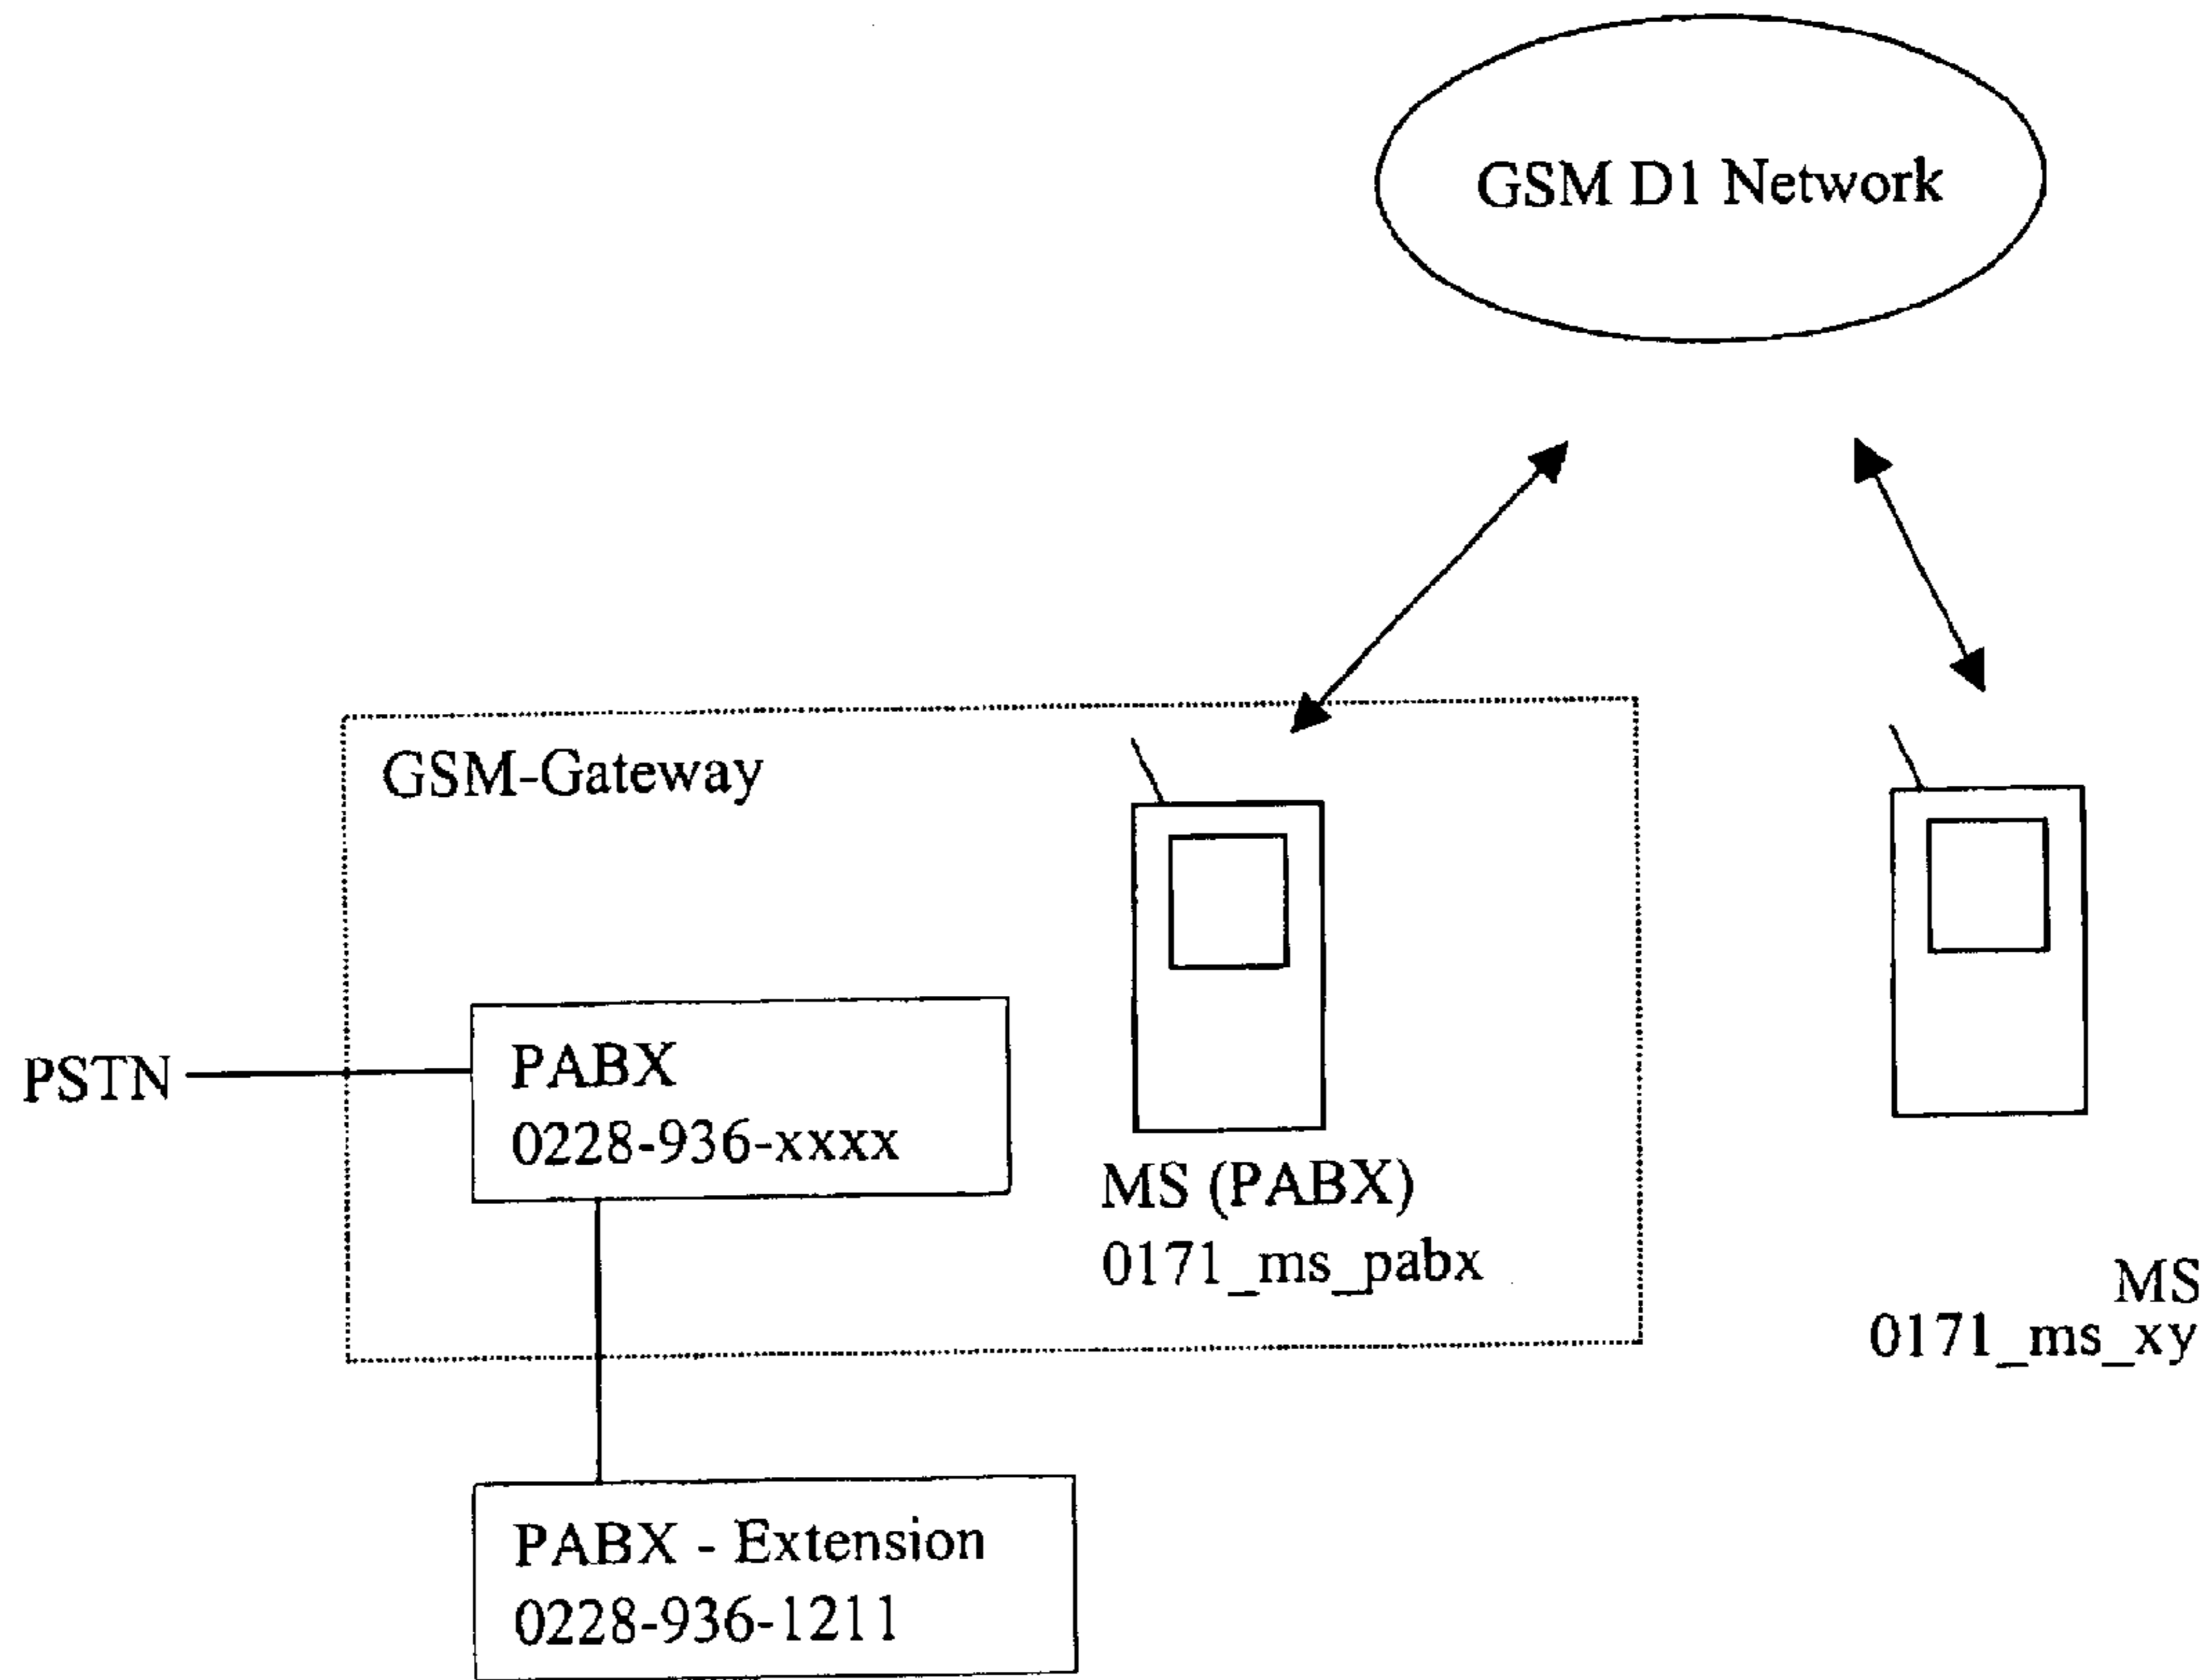 GSM D1 Network
GSM-Gateway
PSTN
PABX
0228-936-xxxx
MS (PABX)
0171_ms_pabx
MS
0171_ms_xy
PABX - Extension
0228-936-1211